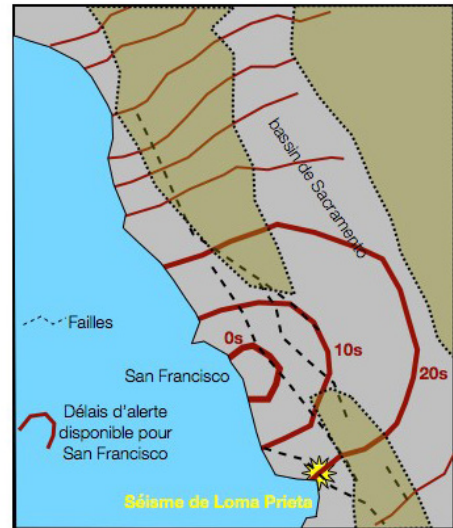 bassin de Sacramento
Failles
0s
10s
20s
San Francisco
Délais d'alerte
disponible pour
San Francisco
Séisme de Loma Prieta